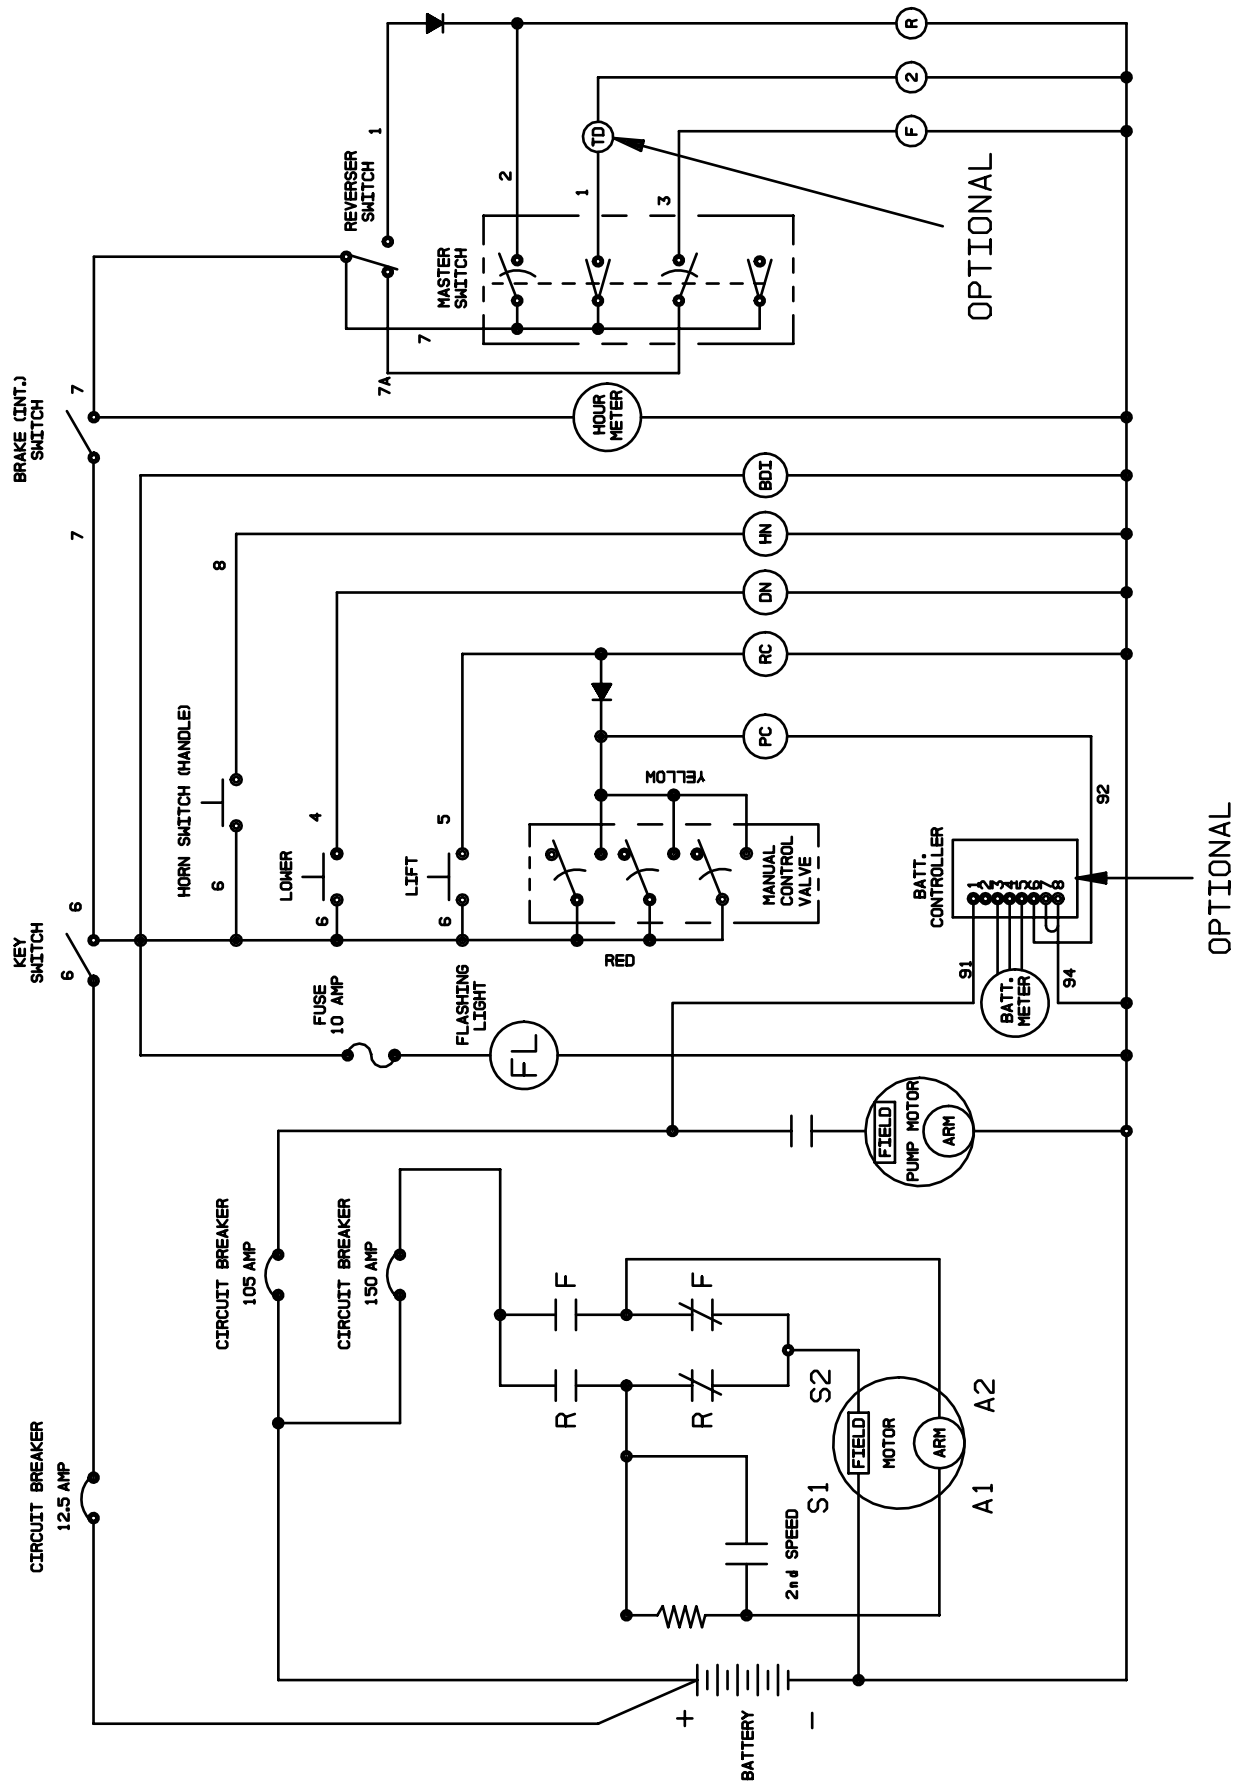 CIRCUIT BREAKER
12.5 AMP
KEY
SWITCH
6
6
BRAKE (INT.)
SWITCH
7
7
CIRCUIT BREAKER
105 AMP
CIRCUIT BREAKER
150 AMP
HORN SWITCH (HANDLE)
6
8
LOWER
6
4
LIFT
6
5
FUSE
10 AMP
FLASHING
LIGHT
FL
REVERSER
SWITCH
1
7A
7
MASTER
SWITCH
2
1
3
TD
R
2
F
OPTIONAL
HOUR
METER
BDI
HN
DN
RC
PC
RED
YELLOW
MANUAL
CONTROL
VALVE
BATT.
CONTROLLER
1
2
3
4
5
6
7
8
91
92
94
BATT.
METER
OPTIONAL
FIELD
PUMP MOTOR
ARM
R
F
R
F
2nd SPEED
S1
S2
FIELD
MOTOR
ARM
A1
A2
+
BATTERY
-